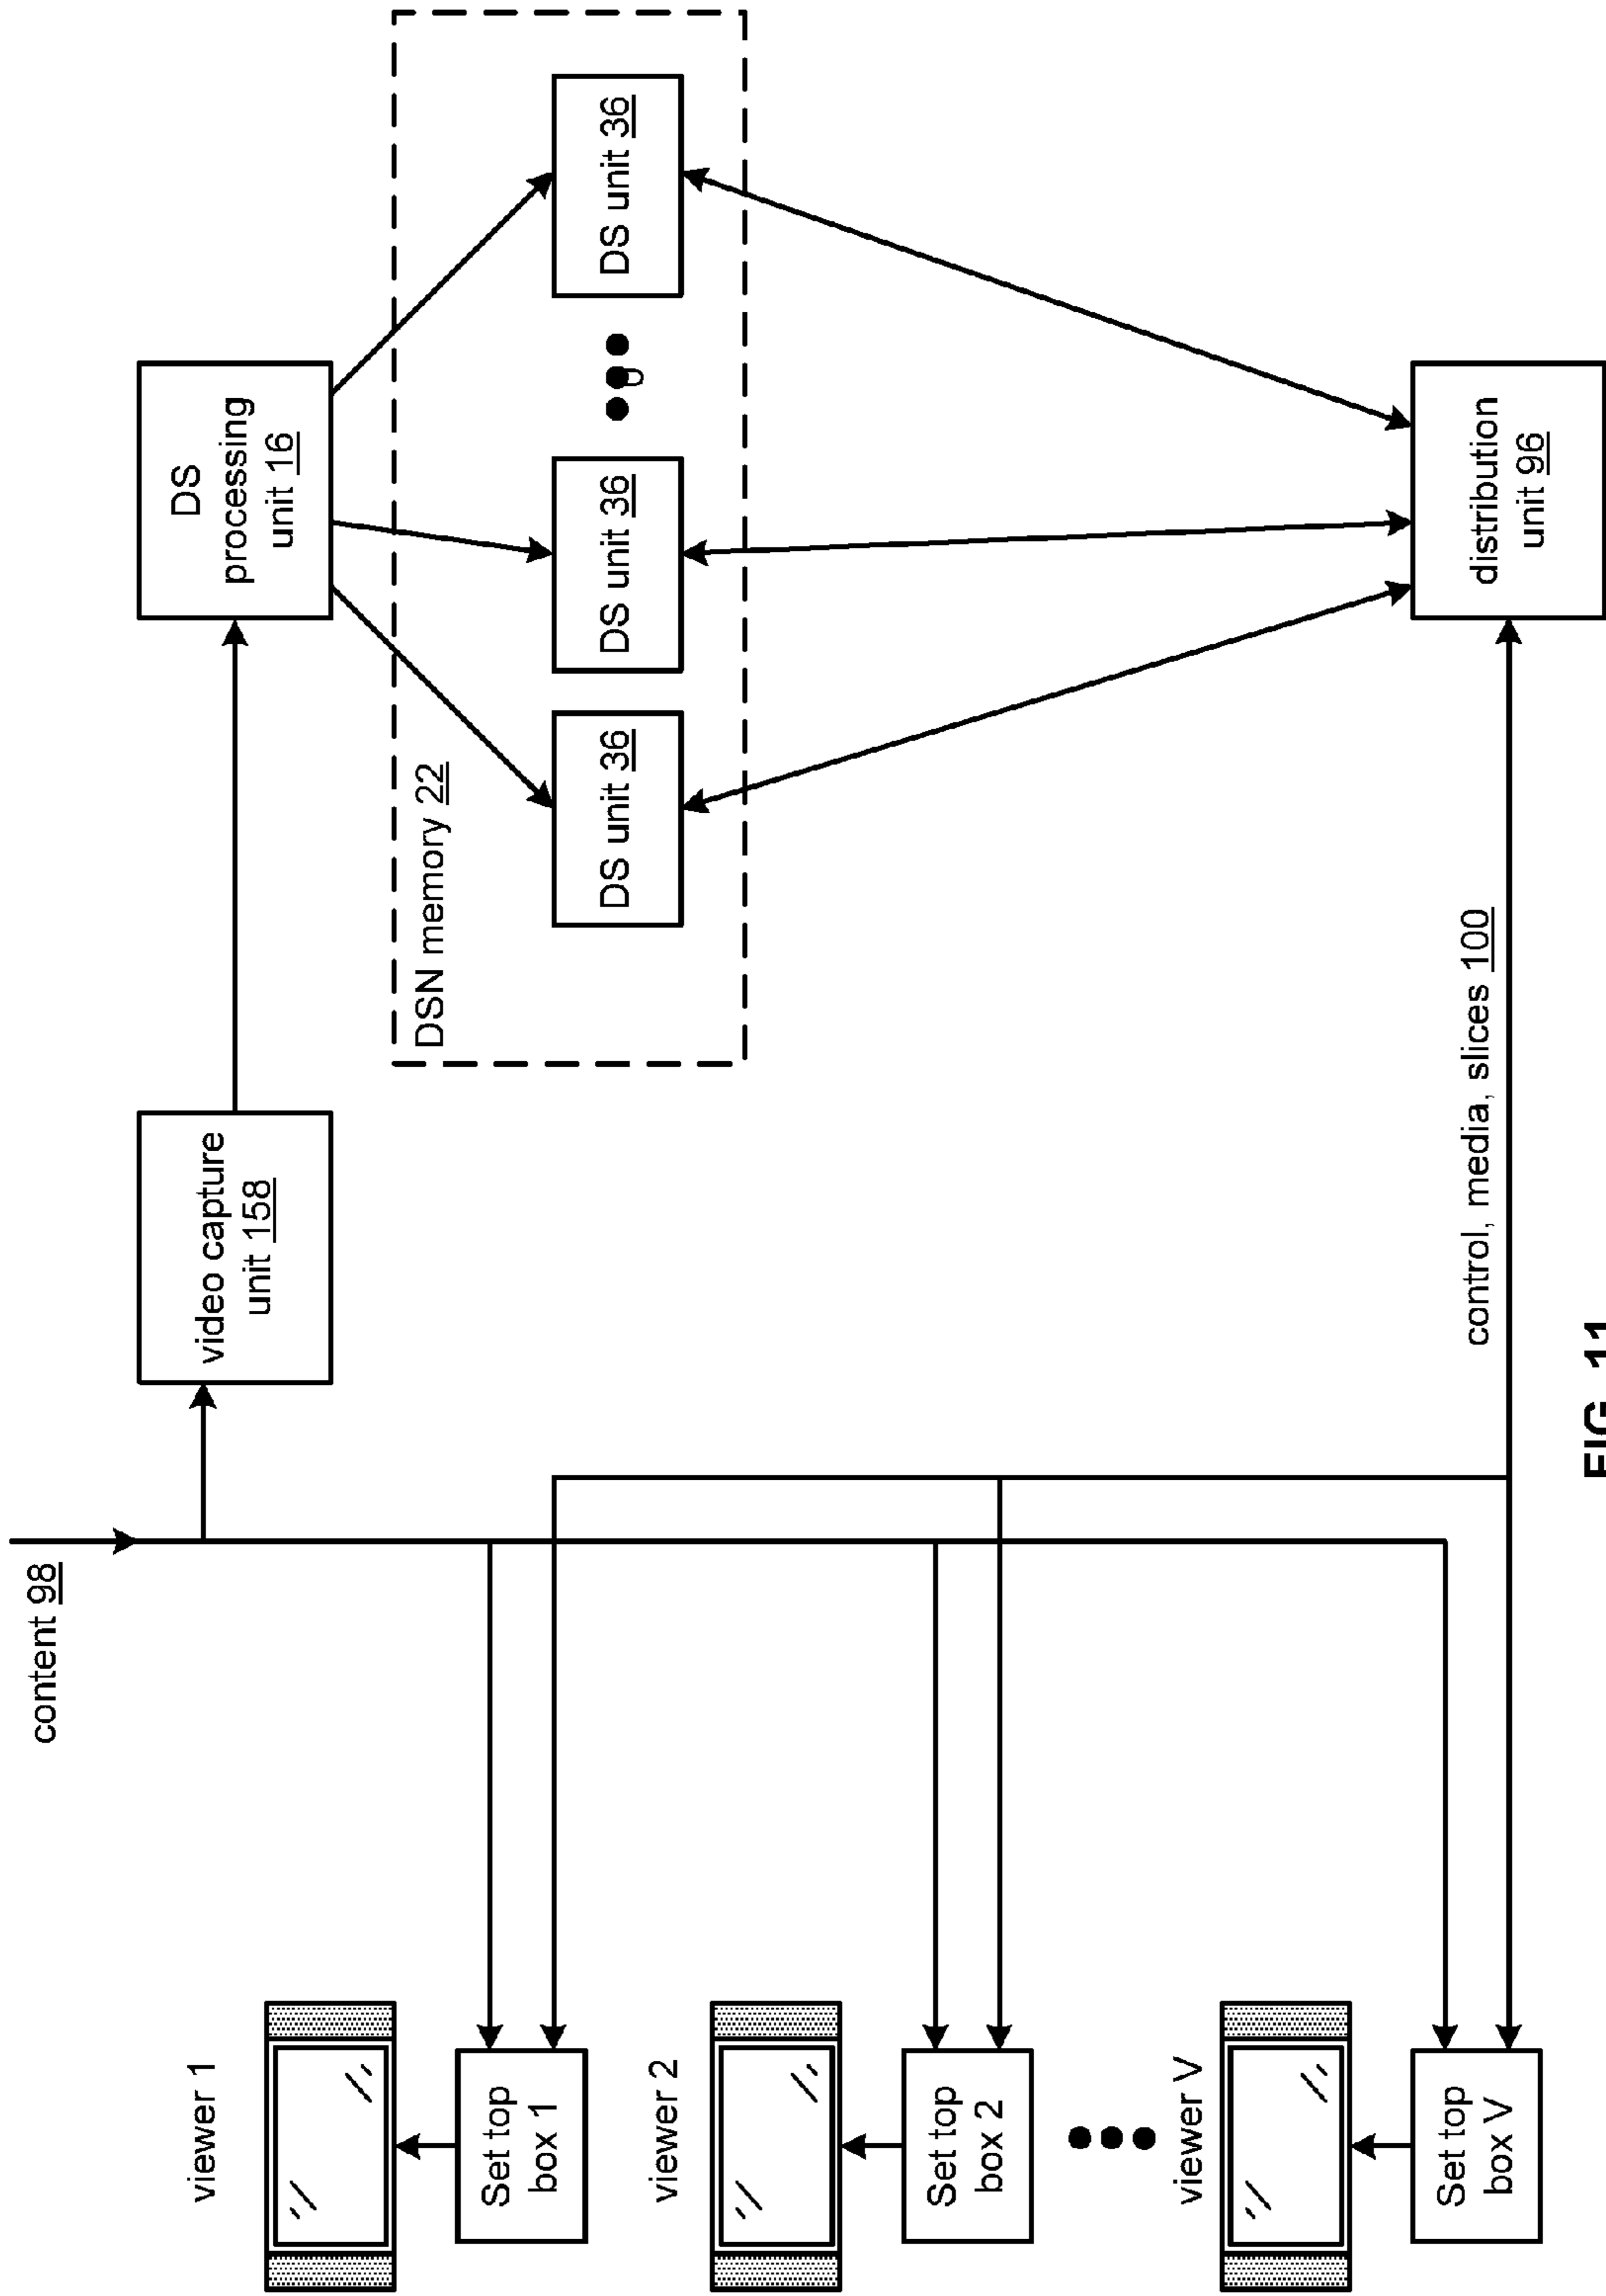 content 98
viewer 1
Set top
box 1
viewer 2
Set top
box 2
viewer V
Set top
box V
video capture
unit 158
DS
processing
unit 16
DSN memory 22
DS unit 36
DS unit 36
DS unit 36
U
control, media, slices 100
distribution
unit 96
FIG. 11